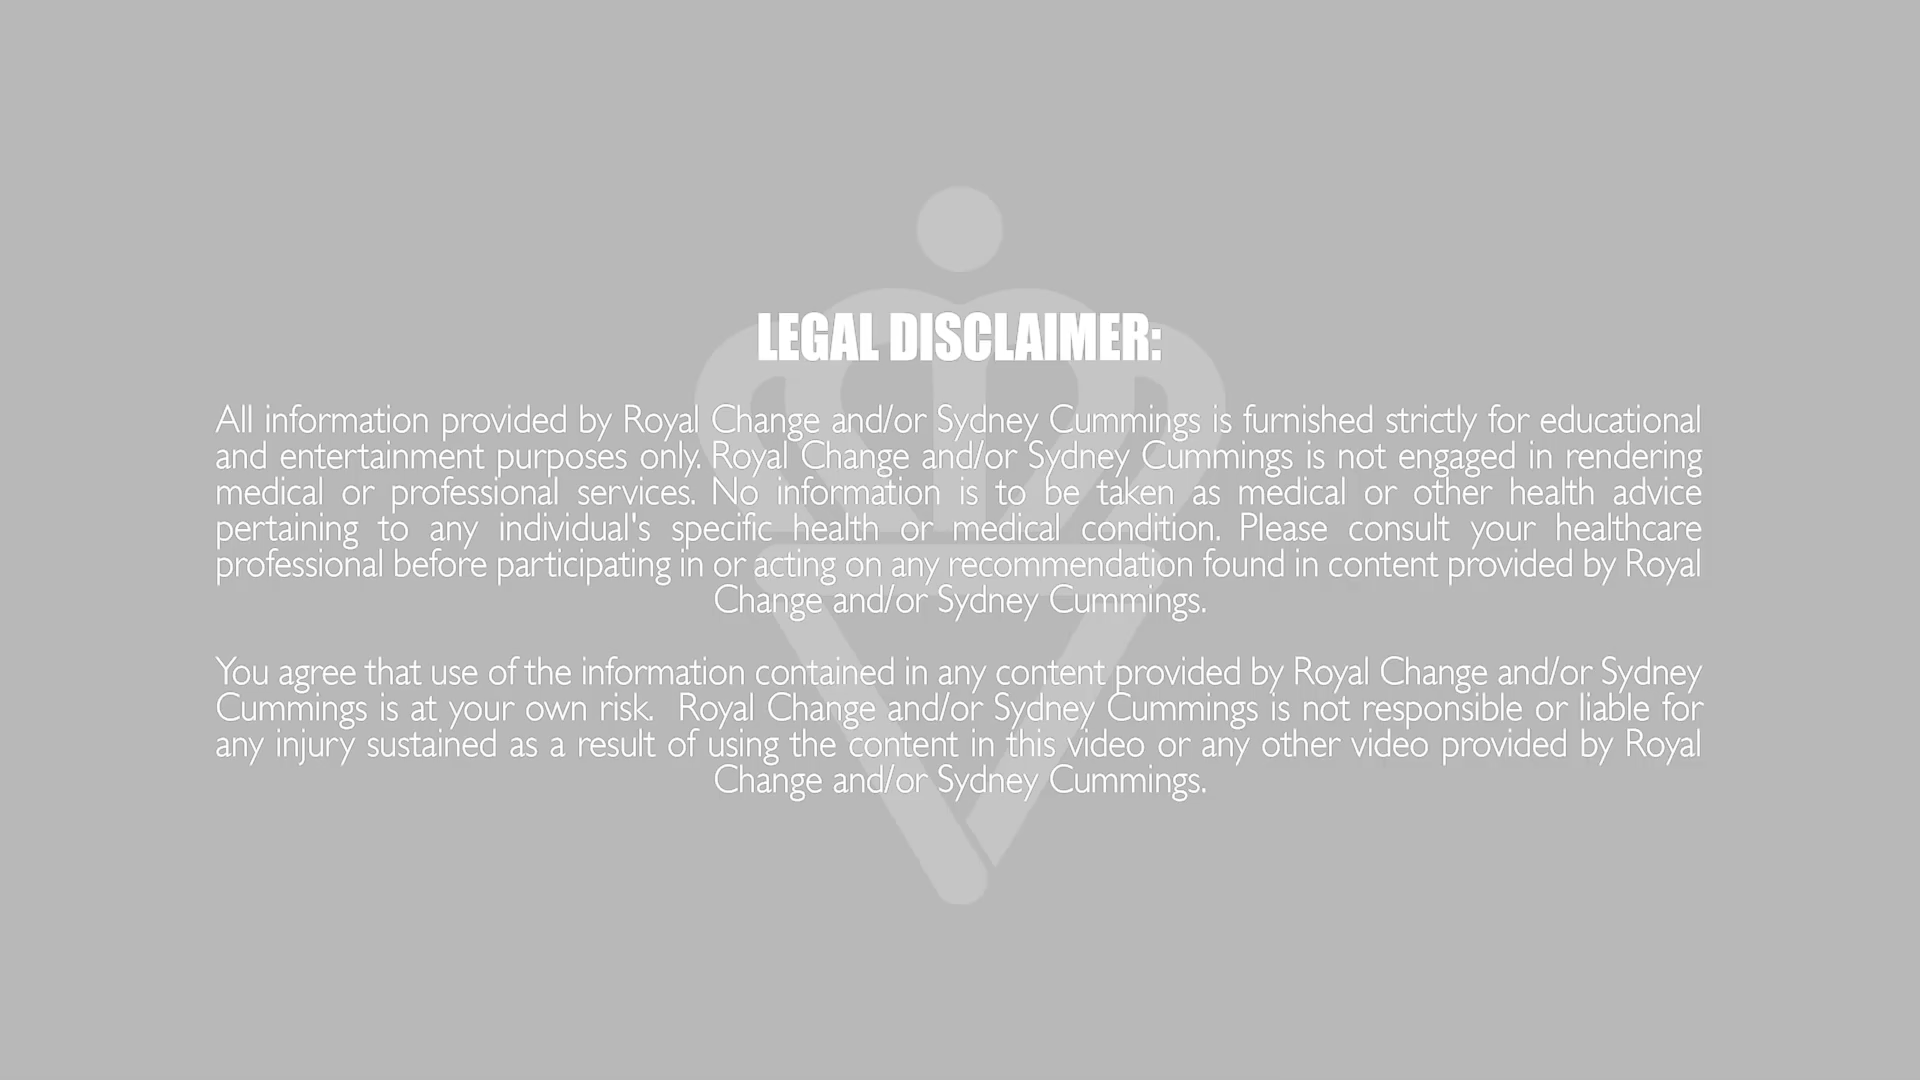 LEGAL DISCLAIMER:
All information provided by Royal Change and/or Sydney Cummings is furnished strictly for educational
and entertainment purposes only. Royal Change and/or Sydney Cummings is not engaged in rendering
medical or professional services. No information is to be taken as medical or other health advice
pertaining to any individual's specific health or medical condition. Please consult your healthcare
professional before participating in or acting on any recommendation found in content provided by Royal
Change and/or Sydney Cummings.
You agree that use of the information contained in any content provided by Royal Change and/or Sydney
Cummings is at your own risk.  Royal Change and/or Sydney Cummings is not responsible or liable for
any injury sustained as a result of using the content in this video or any other video provided by Royal
Change and/or Sydney Cummings.